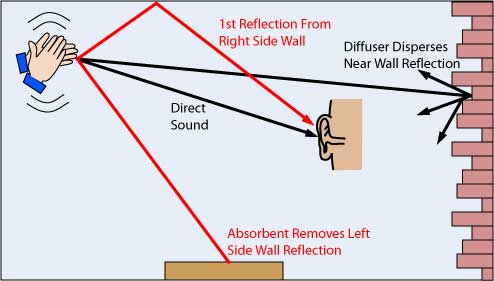 1st Reflection From
Right Side Wall
Diffuser Disperses
Near Wall Reflection
Direct
Sound
Absorbent Removes Left
Side Wall Reflection